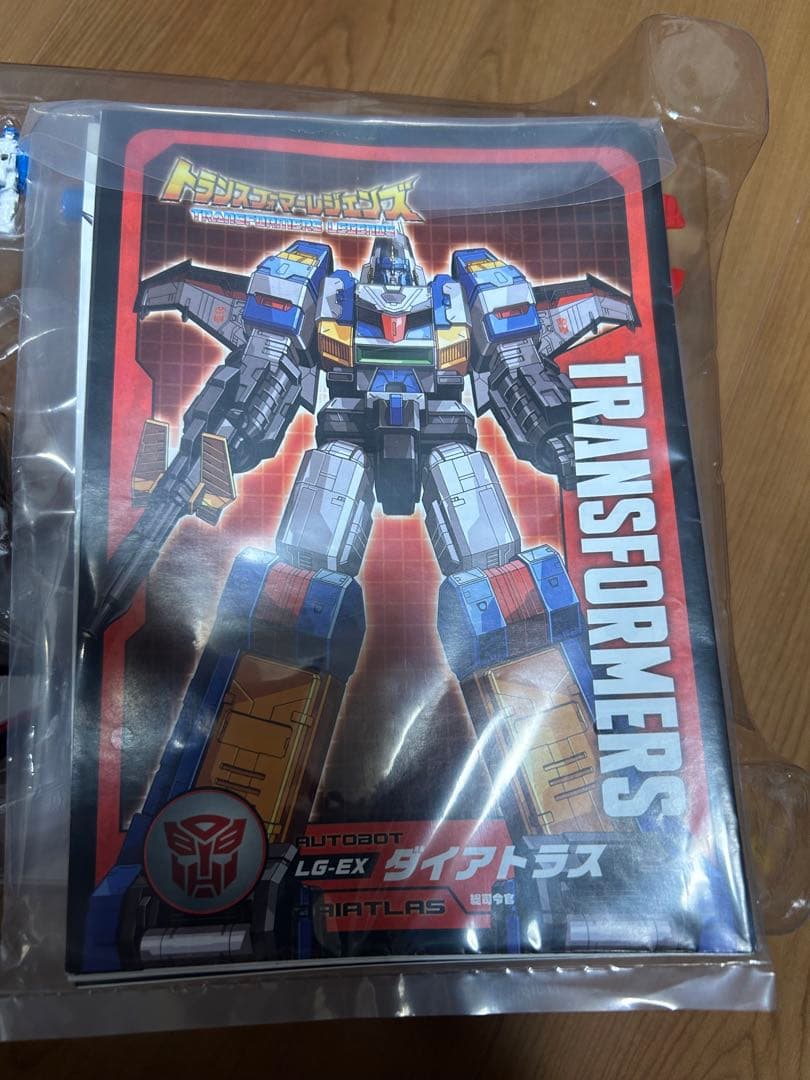 トランスフォーマーレジェンズ
TRANSFORMERS LEGENDS
TRANSFORMERS
AUTOBOT
LG-EX ダイアトラス
総司令官
DAIATLAS